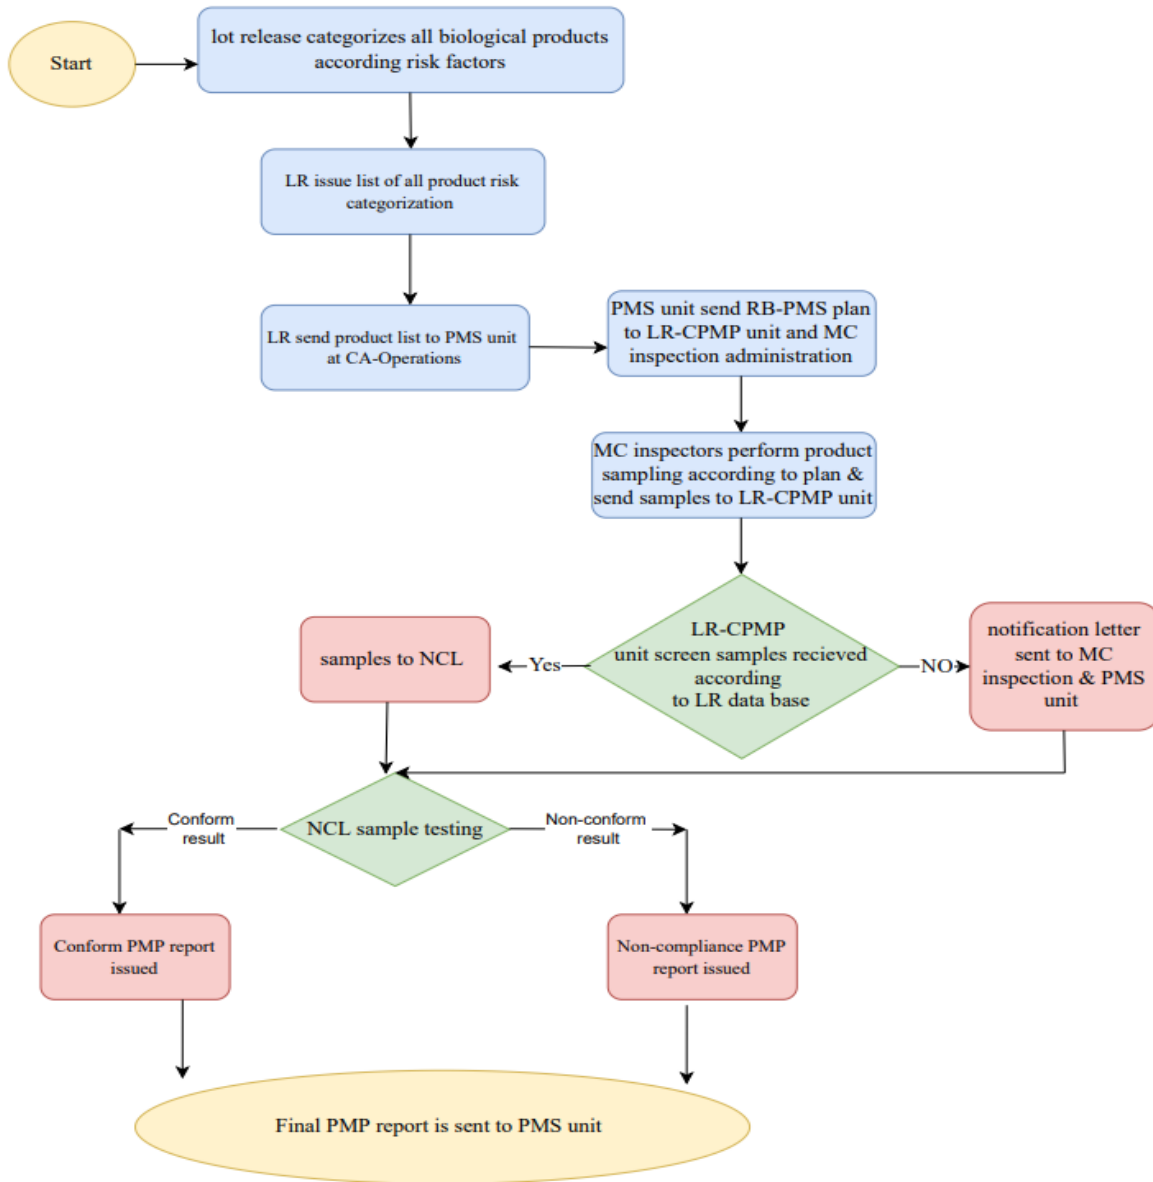 Start
lot release categorizes all biological products
according risk factors
LR issue list of all product risk
categorization
LR send product list to PMS unit
at CA-Operations
PMS unit send RB-PMS plan
to LR-CPMP unit and MC
inspection administration
MC inspectors perform product
sampling according to plan &
send samples to LR-CPMP unit
LR-CPMP
unit screen samples recieved
according
to LR data base
Yes
samples to NCL
NO
notification letter
sent to MC
inspection & PMS
unit
NCL sample testing
Conform
result
Non-conform
result
Conform PMP report
issued
Non-compliance PMP
report issued
Final PMP report is sent to PMS unit